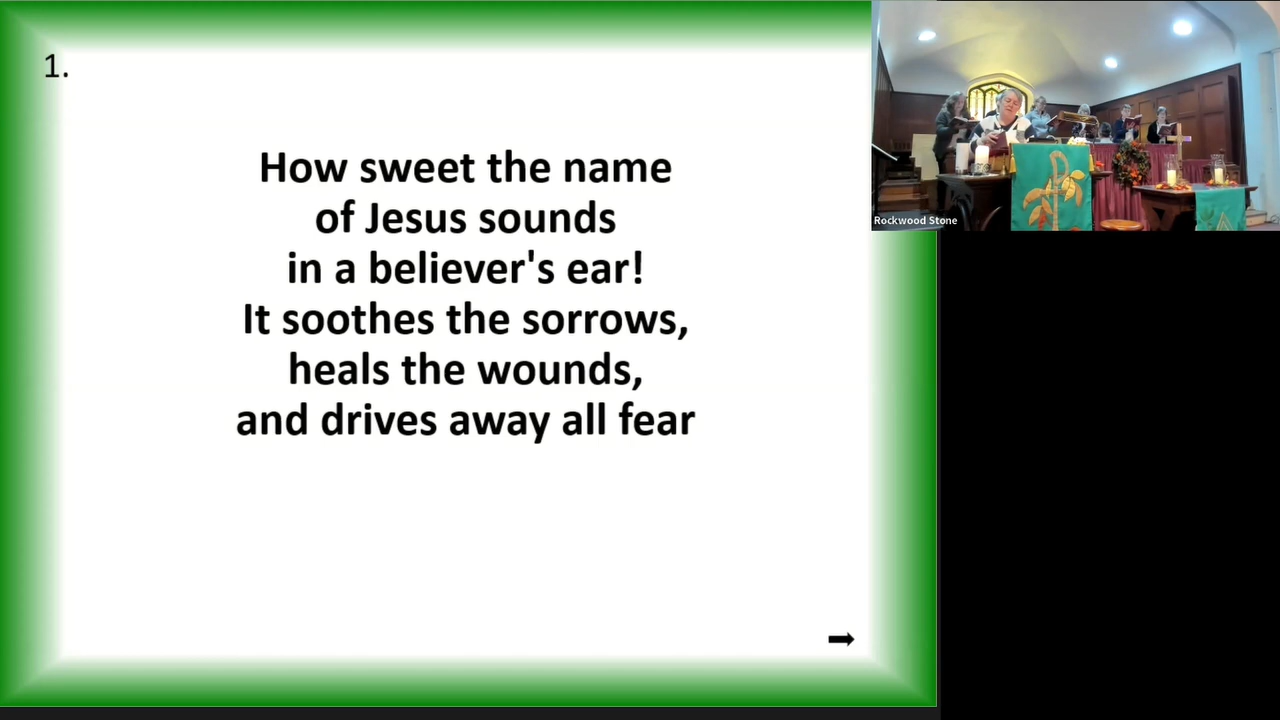 1.
How sweet the name
of Jesus sounds
in a believer's ear!
It soothes the sorrows,
heals the wounds,
and drives away all fear
Rockwood Stone